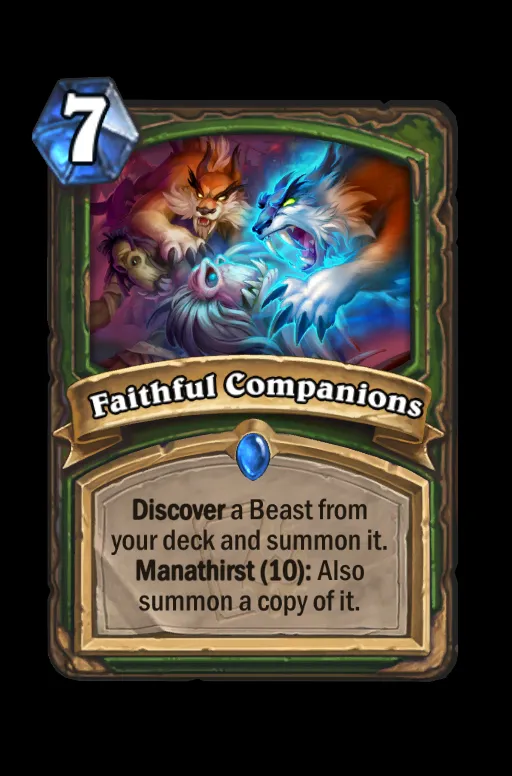 7
Faithful Companions
Discover a Beast from
your deck and summon it.
Manathirst (10): Also
summon a copy of it.